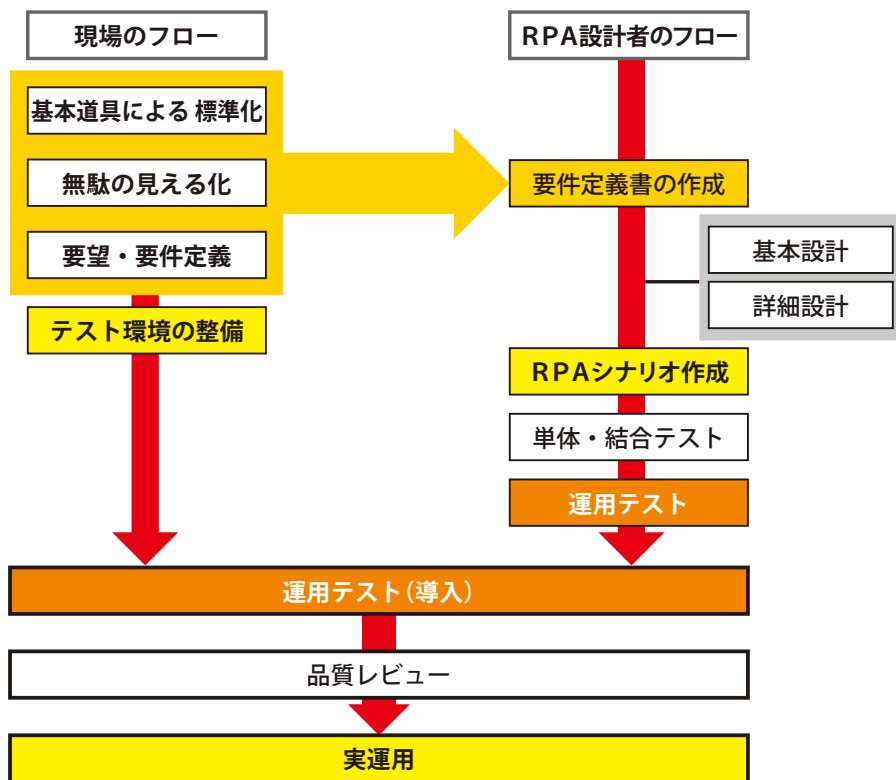 現場のフロー
基本道具による 標準化
無駄の見える化
要望・要件定義
テスト環境の整備
RPA設計者のフロー
要件定義書の作成
基本設計
詳細設計
RPAシナリオ作成
単体・結合テスト
運用テスト
運用テスト(導入)
品質レビュー
実運用